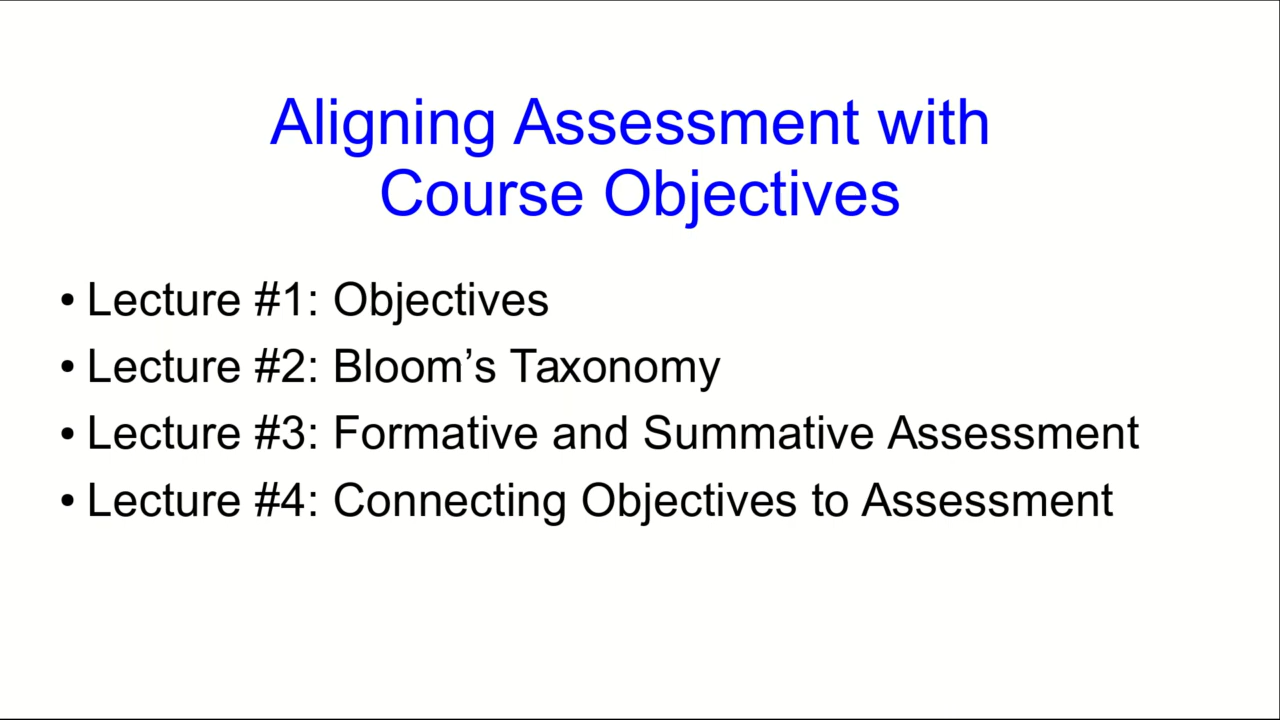 Aligning Assessment with
Course Objectives
• Lecture #1: Objectives
• Lecture #2: Bloom’s Taxonomy
• Lecture #3: Formative and Summative Assessment
• Lecture #4: Connecting Objectives to Assessment